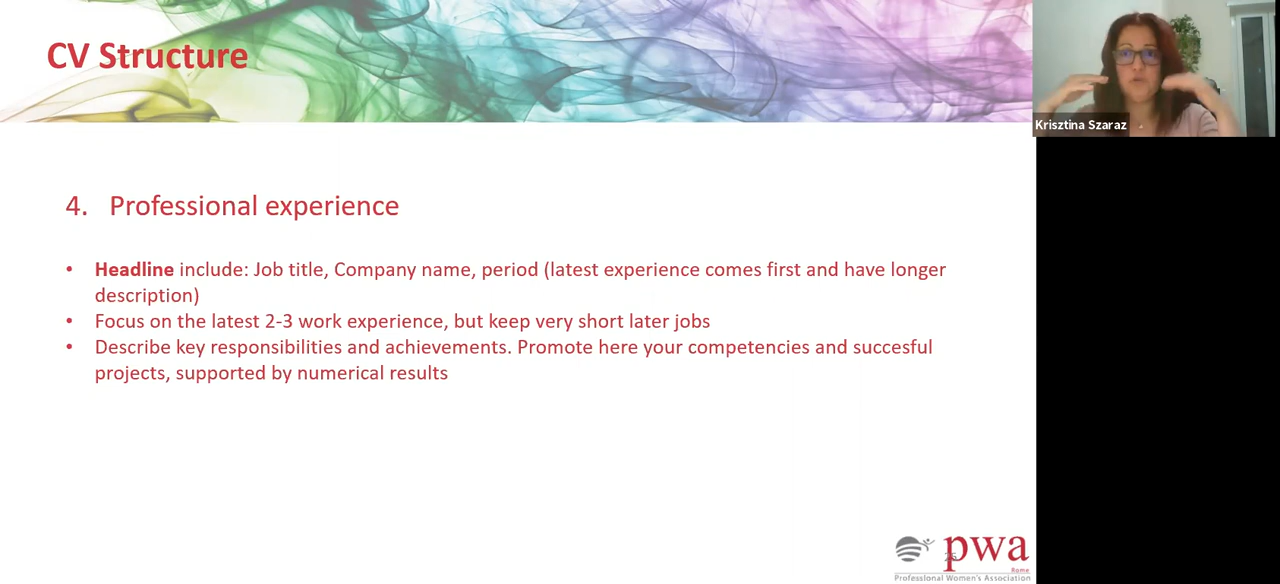 CV Structure
Krisztina Szaraz
4. Professional experience
• Headline include: Job title, Company name, period (latest experience comes first and have longer
description)
• Focus on the latest 2-3 work experience, but keep very short later jobs
• Describe key responsibilities and achievements. Promote here your competencies and succesful
projects, supported by numerical results
pwa
Rome
Professional Women's Association